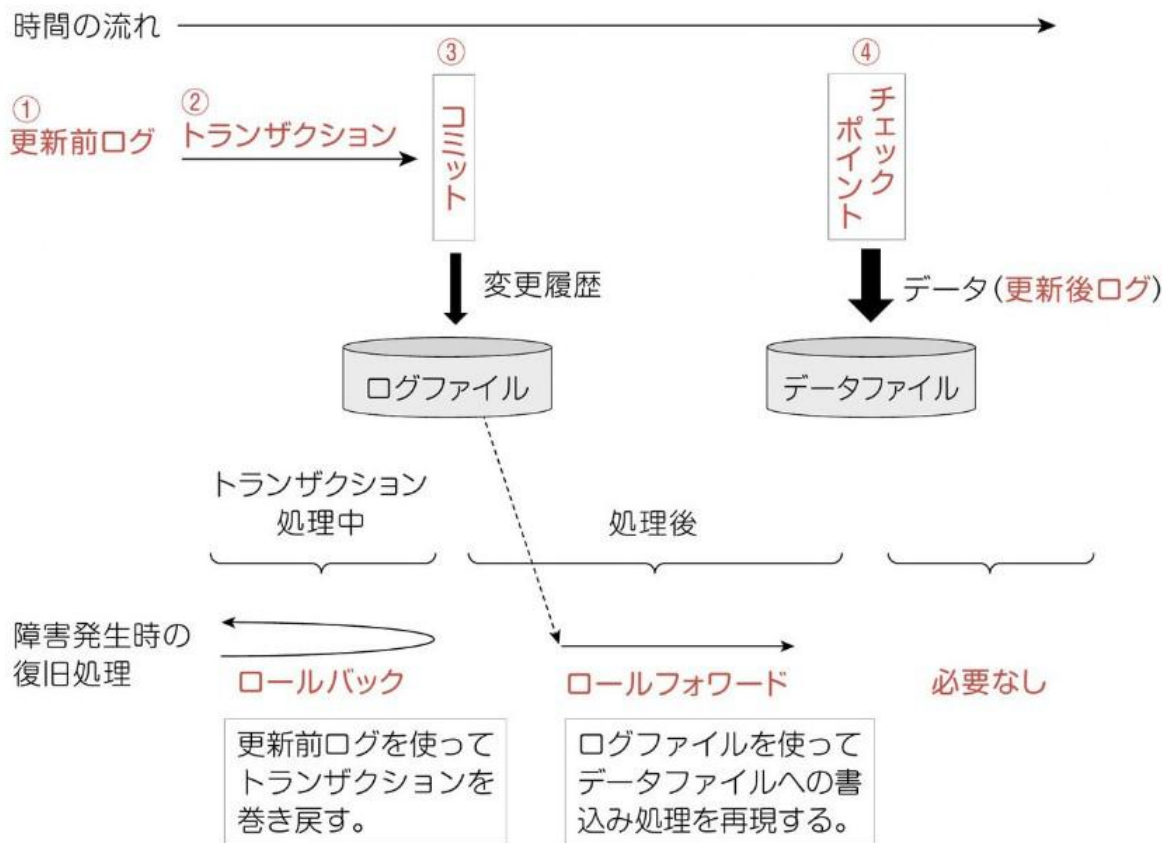 時間の流れ
①
更新前ログ
②
トランザクション
③
コミット
④
チェック
ポイント
変更履歴
データ(更新後ログ)
ログファイル
データファイル
トランザクション
処理中
処理後
障害発生時の
復旧処理
ロールバック
ロールフォワード
必要なし
更新前ログを使って
トランザクションを
巻き戻す。
ログファイルを使って
データファイルへの書
込み処理を再現する。